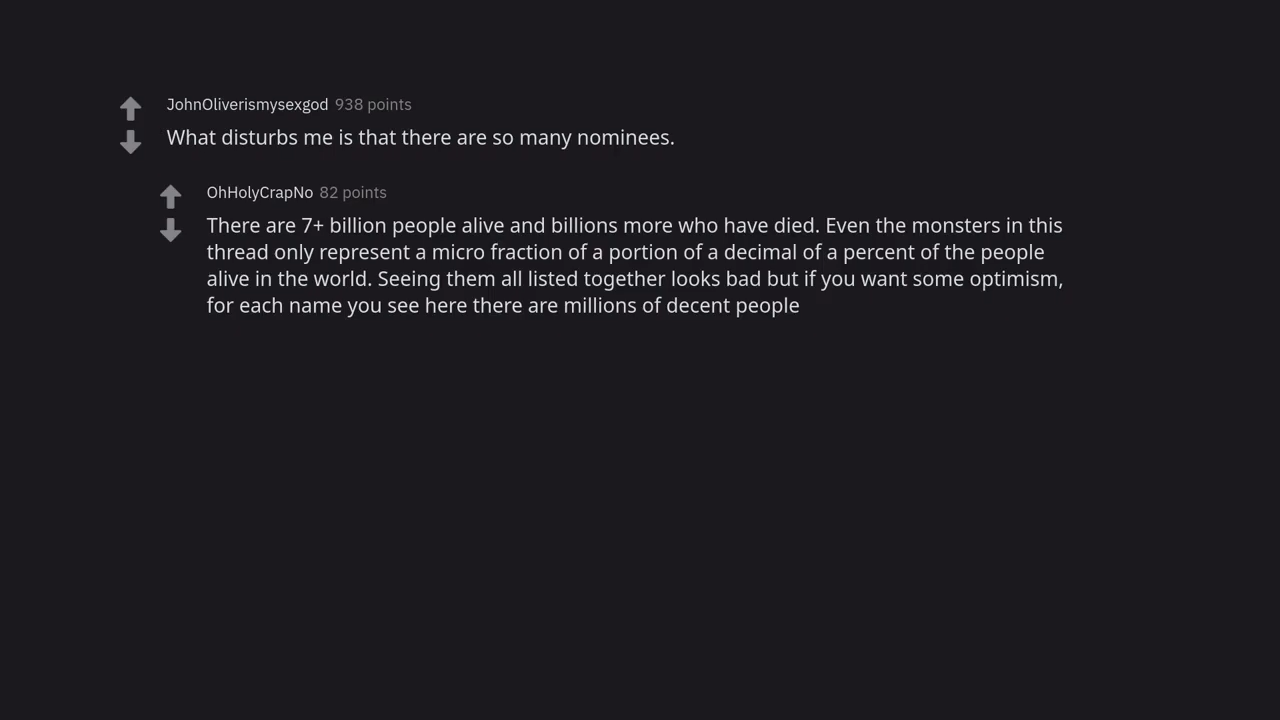 JohnOliverismysexgod 938 points
What disturbs me is that there are so many nominees.
OhHolyCrapNo 82 points
There are 7+ billion people alive and billions more who have died. Even the monsters in this
thread only represent a micro fraction of a portion of a decimal of a percent of the people
alive in the world. Seeing them all listed together looks bad but if you want some optimism,
for each name you see here there are millions of decent people